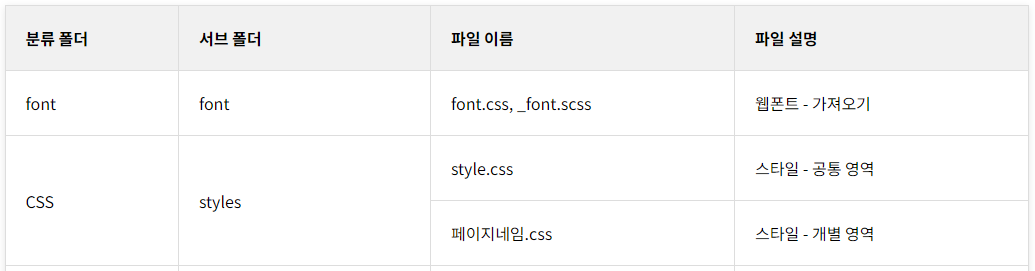 분류 폴더 서브 폴더 파일 이름 파일 설명
font font font.css, _font.scss 웹폰트 - 가져오기
CSS styles style.css 스타일 - 공통 영역
페이지네임.css 스타일 - 개별 영역